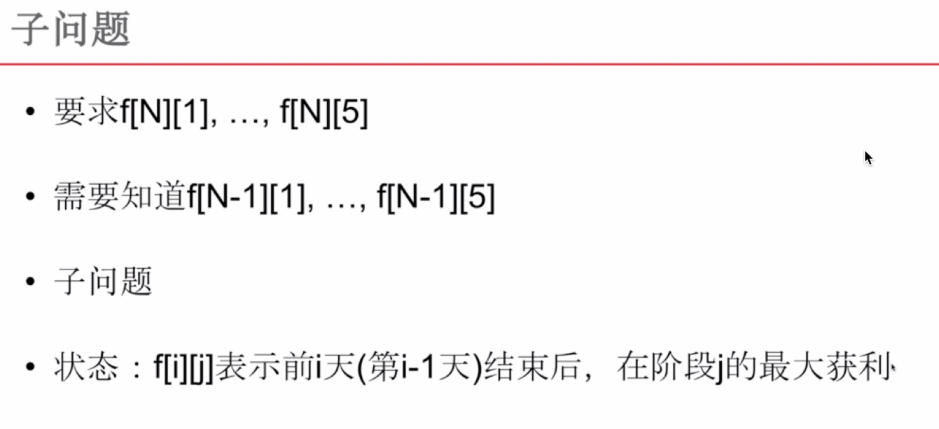 子问题
• 要求f[N][1], …, f[N][5]
• 需要知道f[N-1][1], …, f[N-1][5]
• 子问题
• 状态：f[i][j]表示前i天(第i-1天)结束后，在阶段j的最大获利